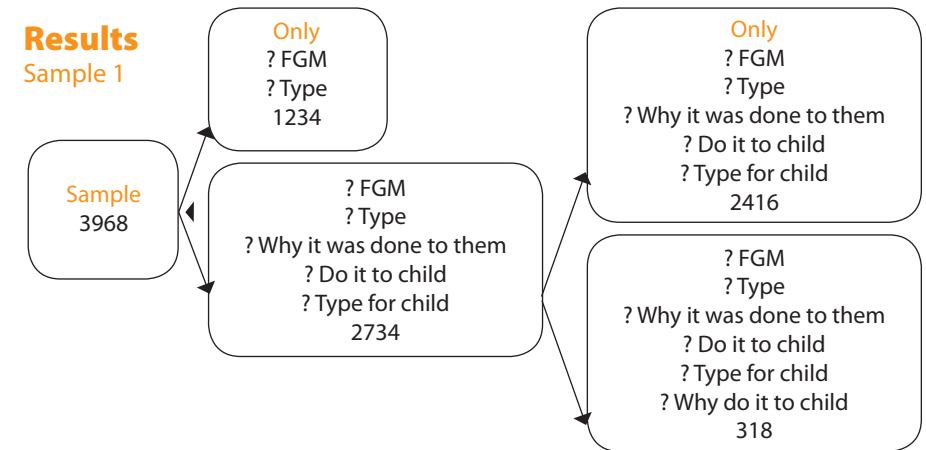 Results
Sample 1
Sample
3968
Only
? FGM
? Type
1234
? FGM
? Type
? Why it was done to them
? Do it to child
? Type for child
2734
Only
? FGM
? Type
? Why it was done to them
? Do it to child
? Type for child
2416
? FGM
? Type
? Why it was done to them
? Do it to child
? Type for child
? Why do it to child
318